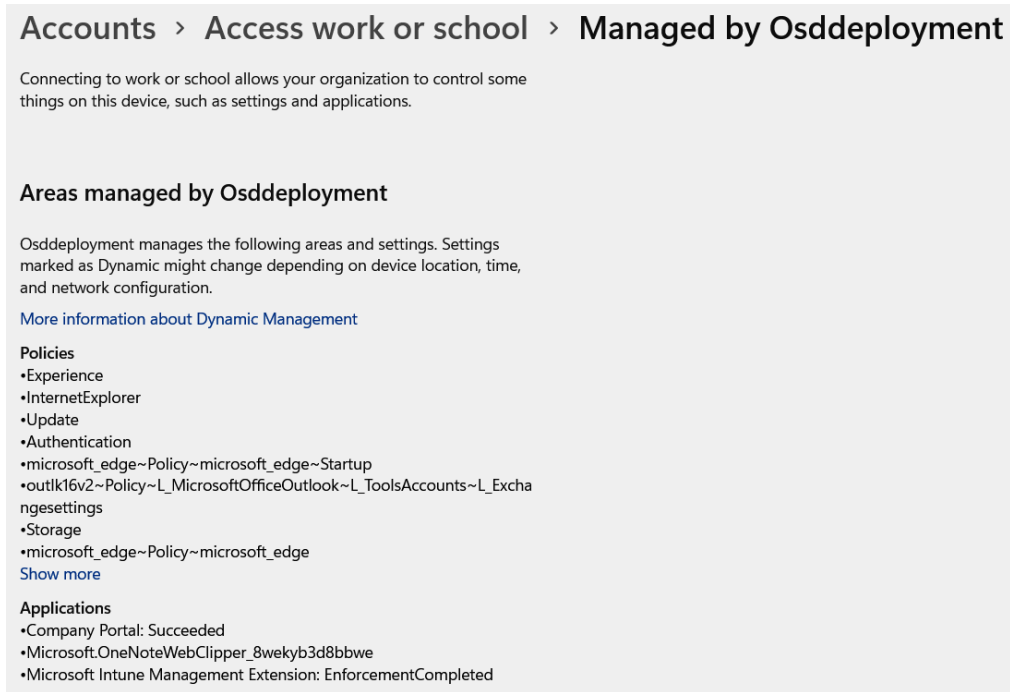 Accounts > Access work or school > Managed by Osddeployment
Connecting to work or school allows your organization to control some
things on this device, such as settings and applications.
Areas managed by Osddeployment
Osddeployment manages the following areas and settings. Settings
marked as Dynamic might change depending on device location, time,
and network configuration.
More information about Dynamic Management
Policies
•Experience
•InternetExplorer
•Update
•Authentication
•microsoft_edge~Policy~microsoft_edge~Startup
•outlk16v2~Policy~L_MicrosoftOfficeOutlook~L_ToolsAccounts~L_Excha
ngesettings
•Storage
•microsoft_edge~Policy~microsoft_edge
Show more
Applications
•Company Portal: Succeeded
•Microsoft.OneNoteWebClipper_8wekyb3d8bbwe
•Microsoft Intune Management Extension: EnforcementCompleted